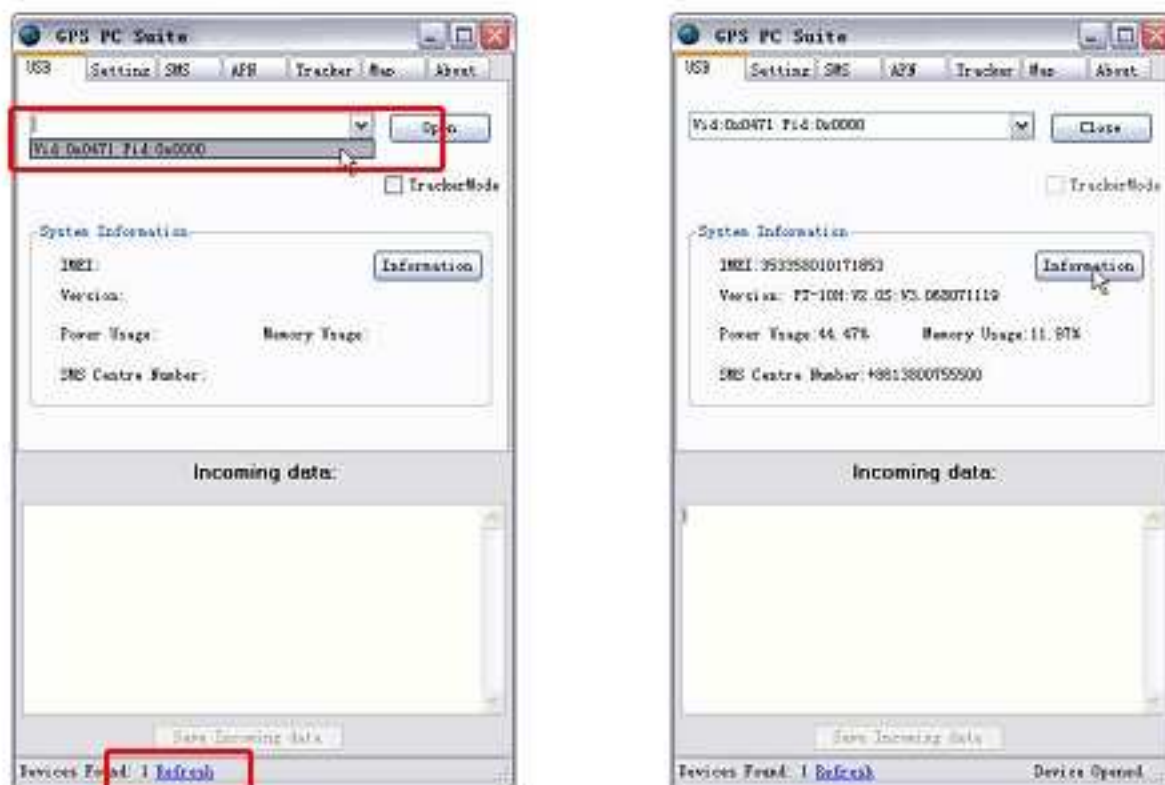 GPS PC Suite
USB Setting SMS APN Tracker Map About
Open
Vid:0x0471 Pid:0x0000
TrackerMode
System Information
IMEI:
Information
Version:
Power Usage: Memory Usage:
SMS Centre Number:
Incoming data:
Save Incoming data
Devices Found: 1 Refresh
GPS PC Suite
USB Setting SMS APN Tracker Map About
Vid:0x0471 Pid:0x0000 Close
TrackerMode
System Information
IMEI:353358010171853
Information
Version:
Power Usage:44.47% Memory Usage:11.87%
SMS Centre Number:+8613800755500
Incoming data:
Save Incoming data
Devices Found: 1 Refresh Device Opened